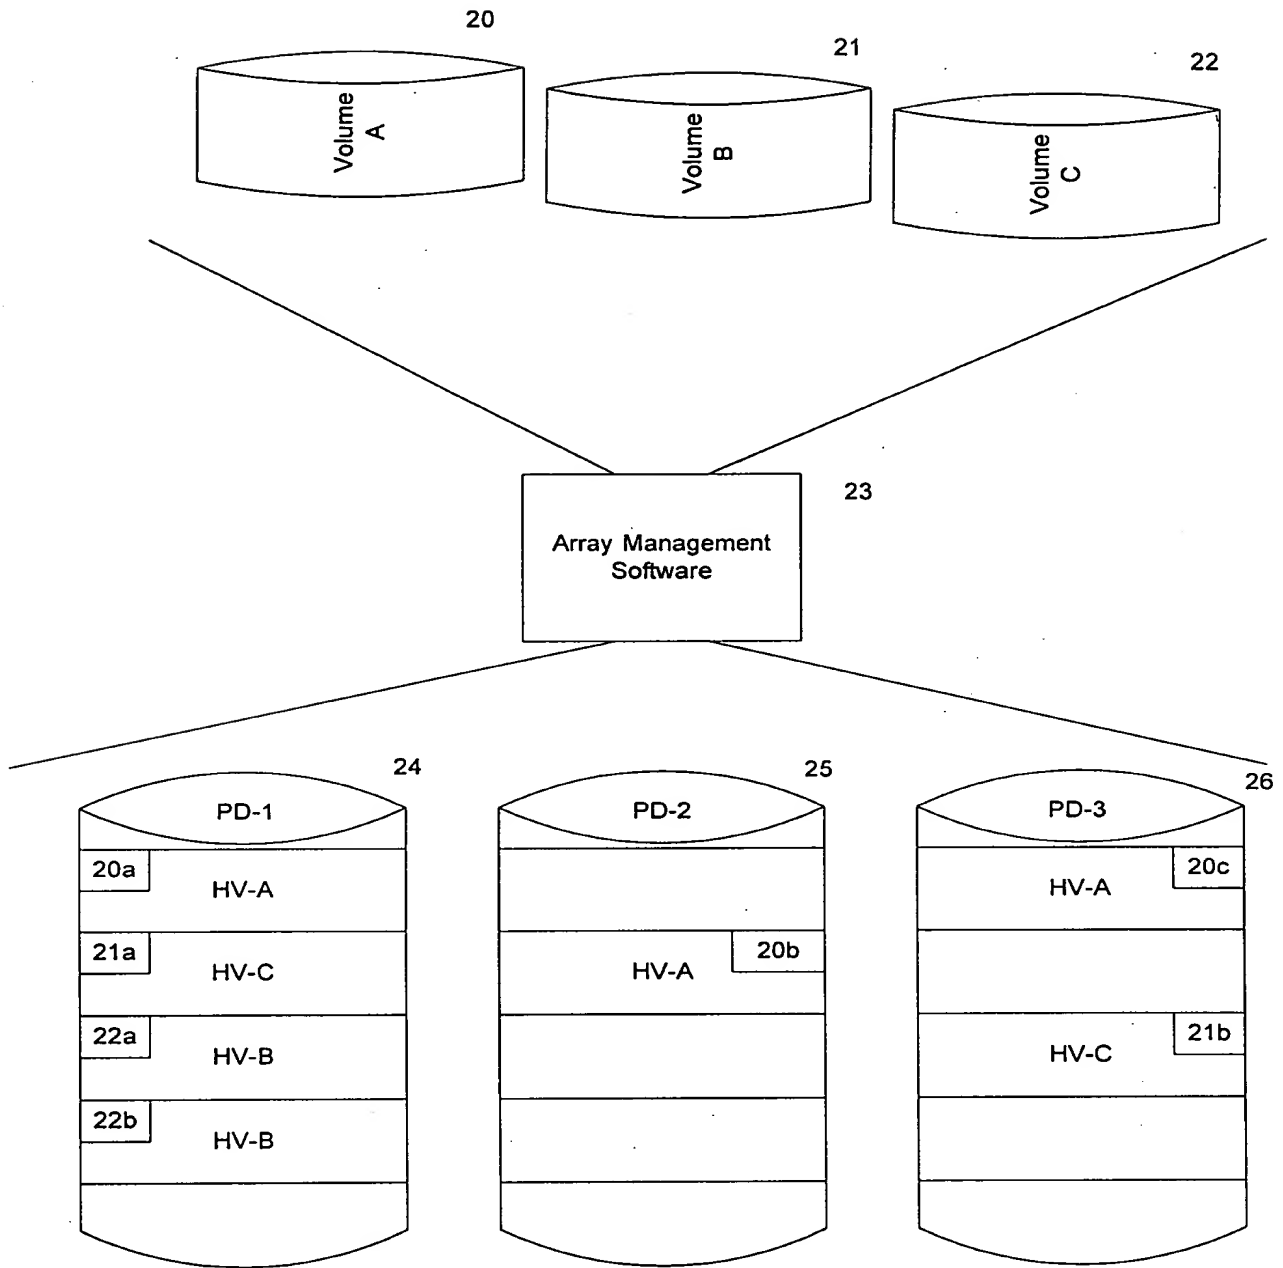 20
21
22
Volume
A
Volume
B
Volume
C
23
Array Management
Software
24
25
26
PD-1
PD-2
PD-3
20a
HV-A
HV-A
20c
21a
HV-C
HV-A
20b
22a
HV-B
HV-C
21b
22b
HV-B